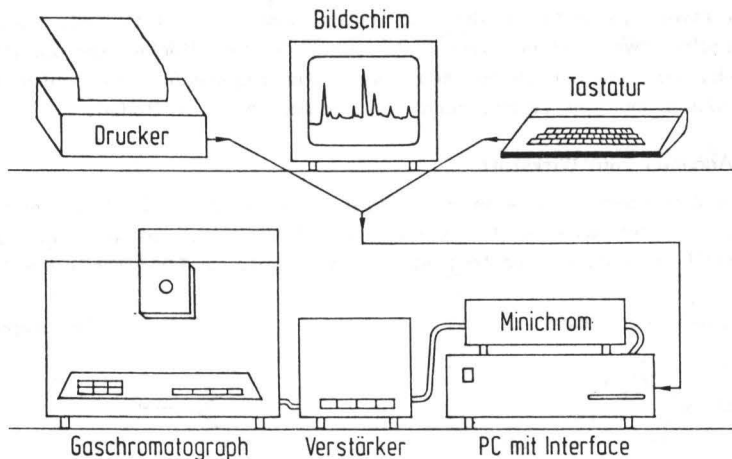 Bildschirm
Tastatur
Drucker
Minichrom
Gaschromatograph
Verstärker
PC mit Interface